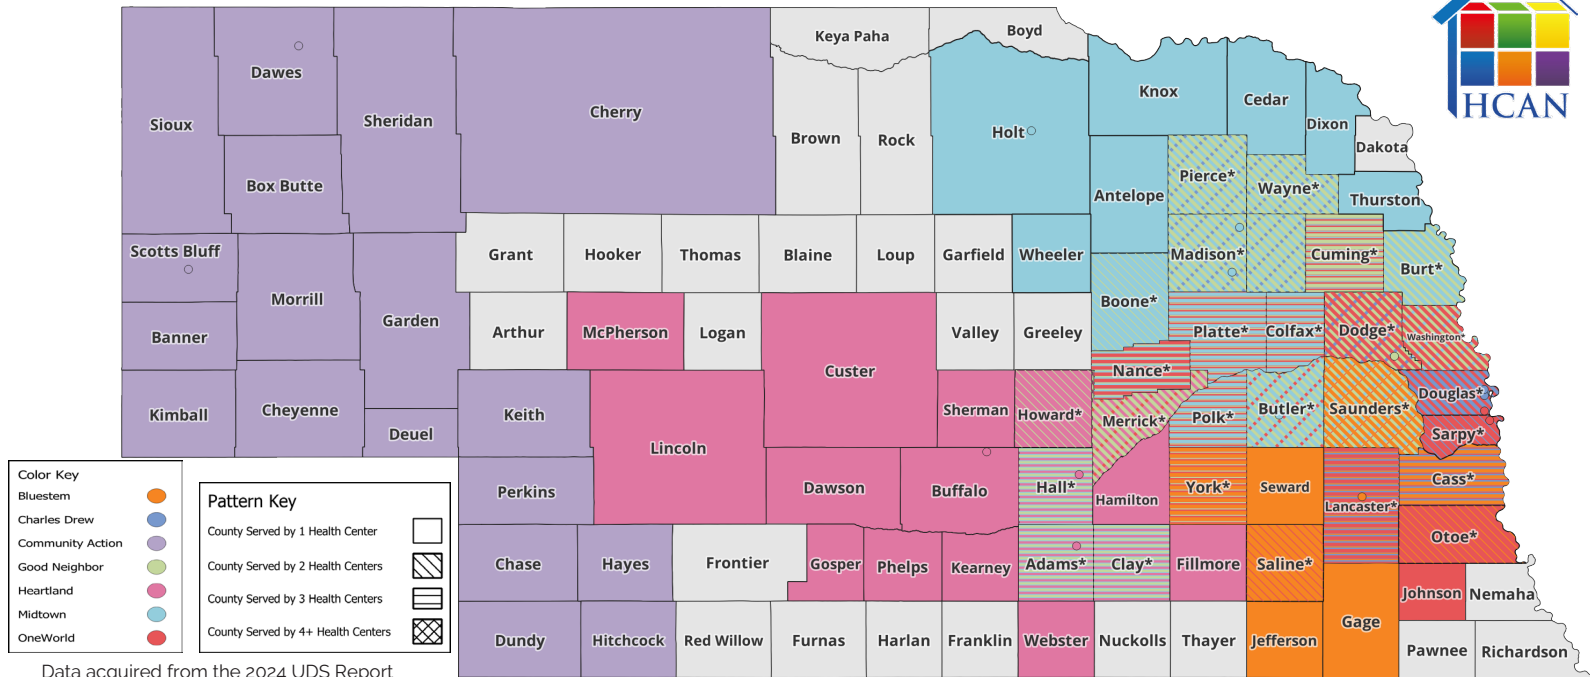 Keya Paha
Boyd
HCAN
Dawes
Knox
Cedar
Cherry
Sioux
Sheridan
Dixon
Holt
Brown
Rock
Dakota
Box Butte
Pierce*
Wayne*
Antelope
Thurston
Scotts Bluff
Grant
Hooker
Thomas
Blaine
Loup
Garfield
Wheeler
Madison*
Cuming*
Burt*
Morrill
Boone*
Garden
Banner
Arthur
McPherson
Logan
Valley
Greeley
Platte*
Colfax*
Dodge*
Washington*
Custer
Nance*
Kimball
Cheyenne
Keith
Sherman
Howard*
Merrick*
Polk*
Butler*
Saunders*
Douglas*
Deuel
Sarpy*
Lincoln
Color Key
Bluestem
Charles Drew
Community Action
Good Neighbor
Heartland
Midtown
OneWorld
Pattern Key
County Served by 1 Health Center
County Served by 2 Health Centers
County Served by 3 Health Centers
County Served by 4+ Health Centers
Perkins
Dawson
Buffalo
Hall*
Hamilton
York*
Seward
Lancaster*
Cass*
Otoe*
Chase
Hayes
Frontier
Gosper
Phelps
Kearney
Adams*
Clay*
Fillmore
Saline*
Johnson
Nemaha
Dundy
Hitchcock
Red Willow
Furnas
Harlan
Franklin
Webster
Nuckolls
Thayer
Jefferson
Gage
Pawnee
Richardson
Data acquired from the 2024 UDS Report